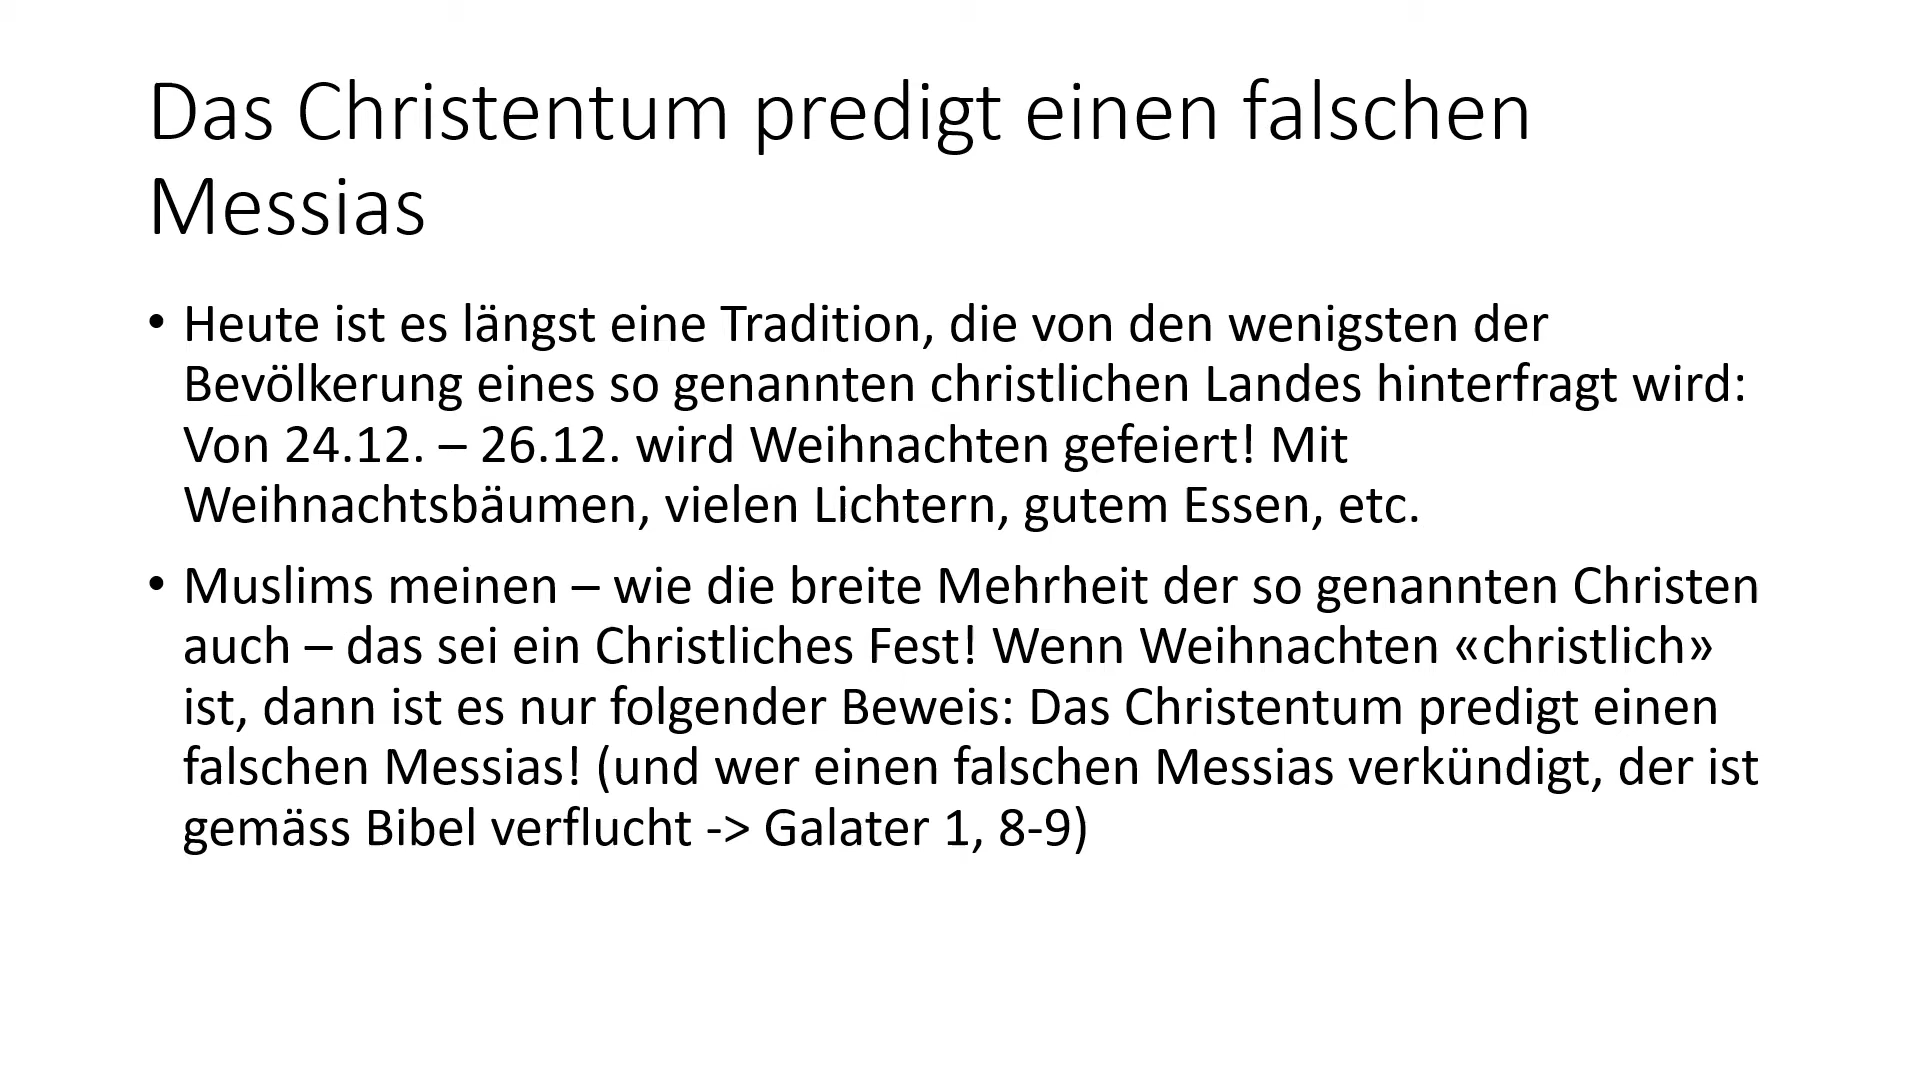 Das Christentum predigt einen falschen
Messias
• Heute ist es längst eine Tradition, die von den wenigsten der
Bevölkerung eines so genannten christlichen Landes hinterfragt wird:
Von 24.12. – 26.12. wird Weihnachten gefeiert! Mit
Weihnachtsbäumen, vielen Lichtern, gutem Essen, etc.
• Muslims meinen – wie die breite Mehrheit der so genannten Christen
auch – das sei ein Christliches Fest! Wenn Weihnachten «christlich»
ist, dann ist es nur folgender Beweis: Das Christentum predigt einen
falschen Messias! (und wer einen falschen Messias verkündigt, der ist
gemäss Bibel verflucht -> Galater 1, 8-9)